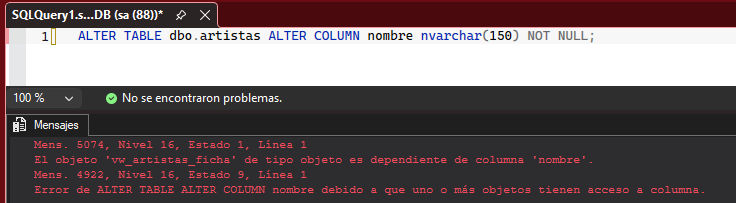 SQLQuery1.s...DB (sa (88))*
1 ALTER TABLE dbo.artistas ALTER COLUMN nombre nvarchar(150) NOT NULL;
100 % No se encontraron problemas.
Mensajes
Mens. 5074, Nivel 16, Estado 1, Línea 1
El objeto 'vw_artistas_ficha' de tipo objeto es dependiente de columna 'nombre'.
Mens. 4922, Nivel 16, Estado 9, Línea 1
Error de ALTER TABLE ALTER COLUMN nombre debido a que uno o más objetos tienen acceso a columna.